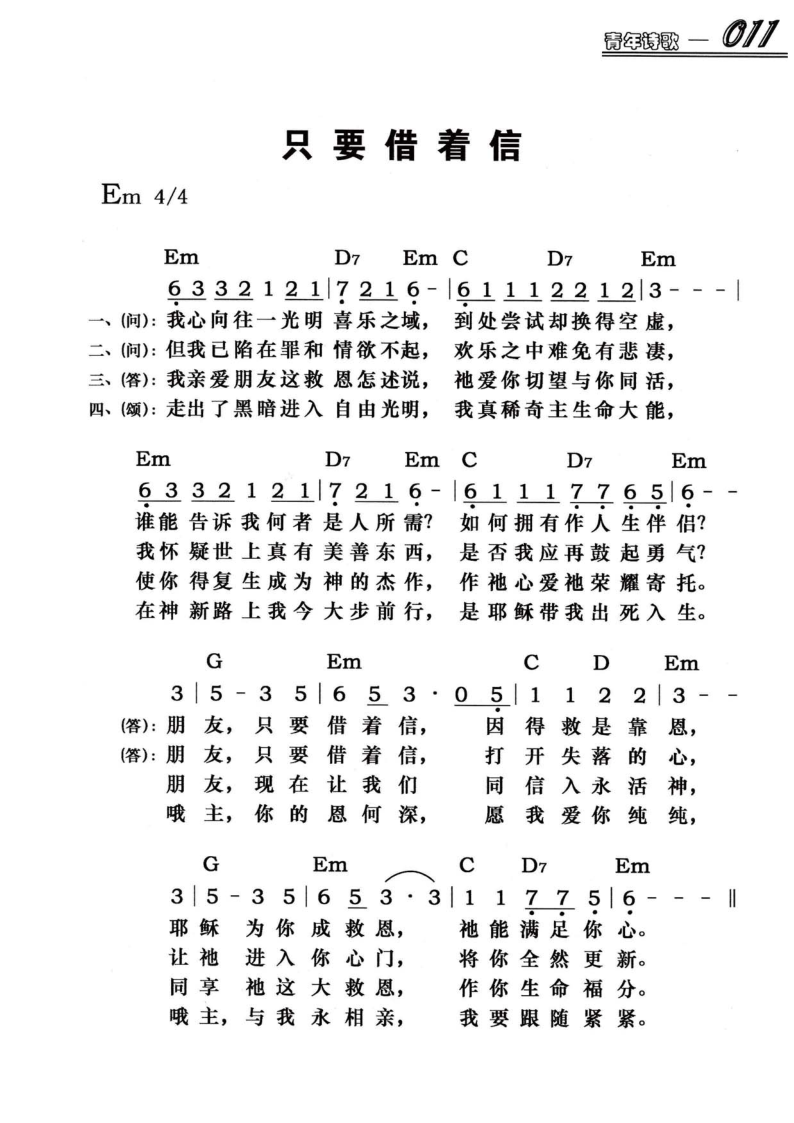 青年诗歌 — 011
只要借着信
Em 4/4
Em D7 Em C D7 Em
6 3 3 2 1 2 1|7 2 1 6 -|6 1 1 1 2 2 1 2|3 - - -|
一、(问): 我心向往一光明 喜乐之域， 到处尝试却换得空虚，
二、(问): 但我已陷在罪和 情欲不起， 欢乐之中难免有悲凄，
三、(答): 我亲爱朋友这救 恩怎述说， 祂爱你切望与你同活，
四、(颂): 走出了黑暗进入 自由光明， 我真稀奇主生命大能，
Em D7 Em C D7 Em
6 3 3 2 1 2 1|7 2 1 6 -|6 1 1 1 7 7 6 5|6 - -
谁能 告诉我何者 是人所需? 如何拥有作人生伴侣?
我怀 疑世上真有 美善东西， 是否我应再鼓起勇气?
使你 得复生成为 神的杰作， 作祂心爱祂荣耀寄托。
在神 新路上我今 大步前行， 是耶稣带我出死入生。
G Em C D Em
3|5 - 3 5|6 5 3 · 0 5|1 1 2 2|3 - -
(答): 朋 友， 只 要 借 着 信， 因 得 救 是 靠 恩，
(答): 朋 友， 只 要 借 着 信， 打 开 失 落 的 心，
朋 友， 现 在 让 我 们 同 信 入 永 活 神，
哦 主， 你 的 恩 何 深， 愿 我 爱 你 纯 纯，
G Em C D7 Em
3|5 - 3 5|6 5 3 · 3|1 1 7 7 5|6 - - - ‖
耶 稣 为 你 成 救 恩， 祂 能 满 足 你 心。
让 祂 进 入 你 心 门， 将 你 全 然 更 新。
同 享 祂 这 大 救 恩， 作 你 生 命 福 分。
哦 主， 与 我 永 相 亲， 我 要 跟 随 紧 紧。